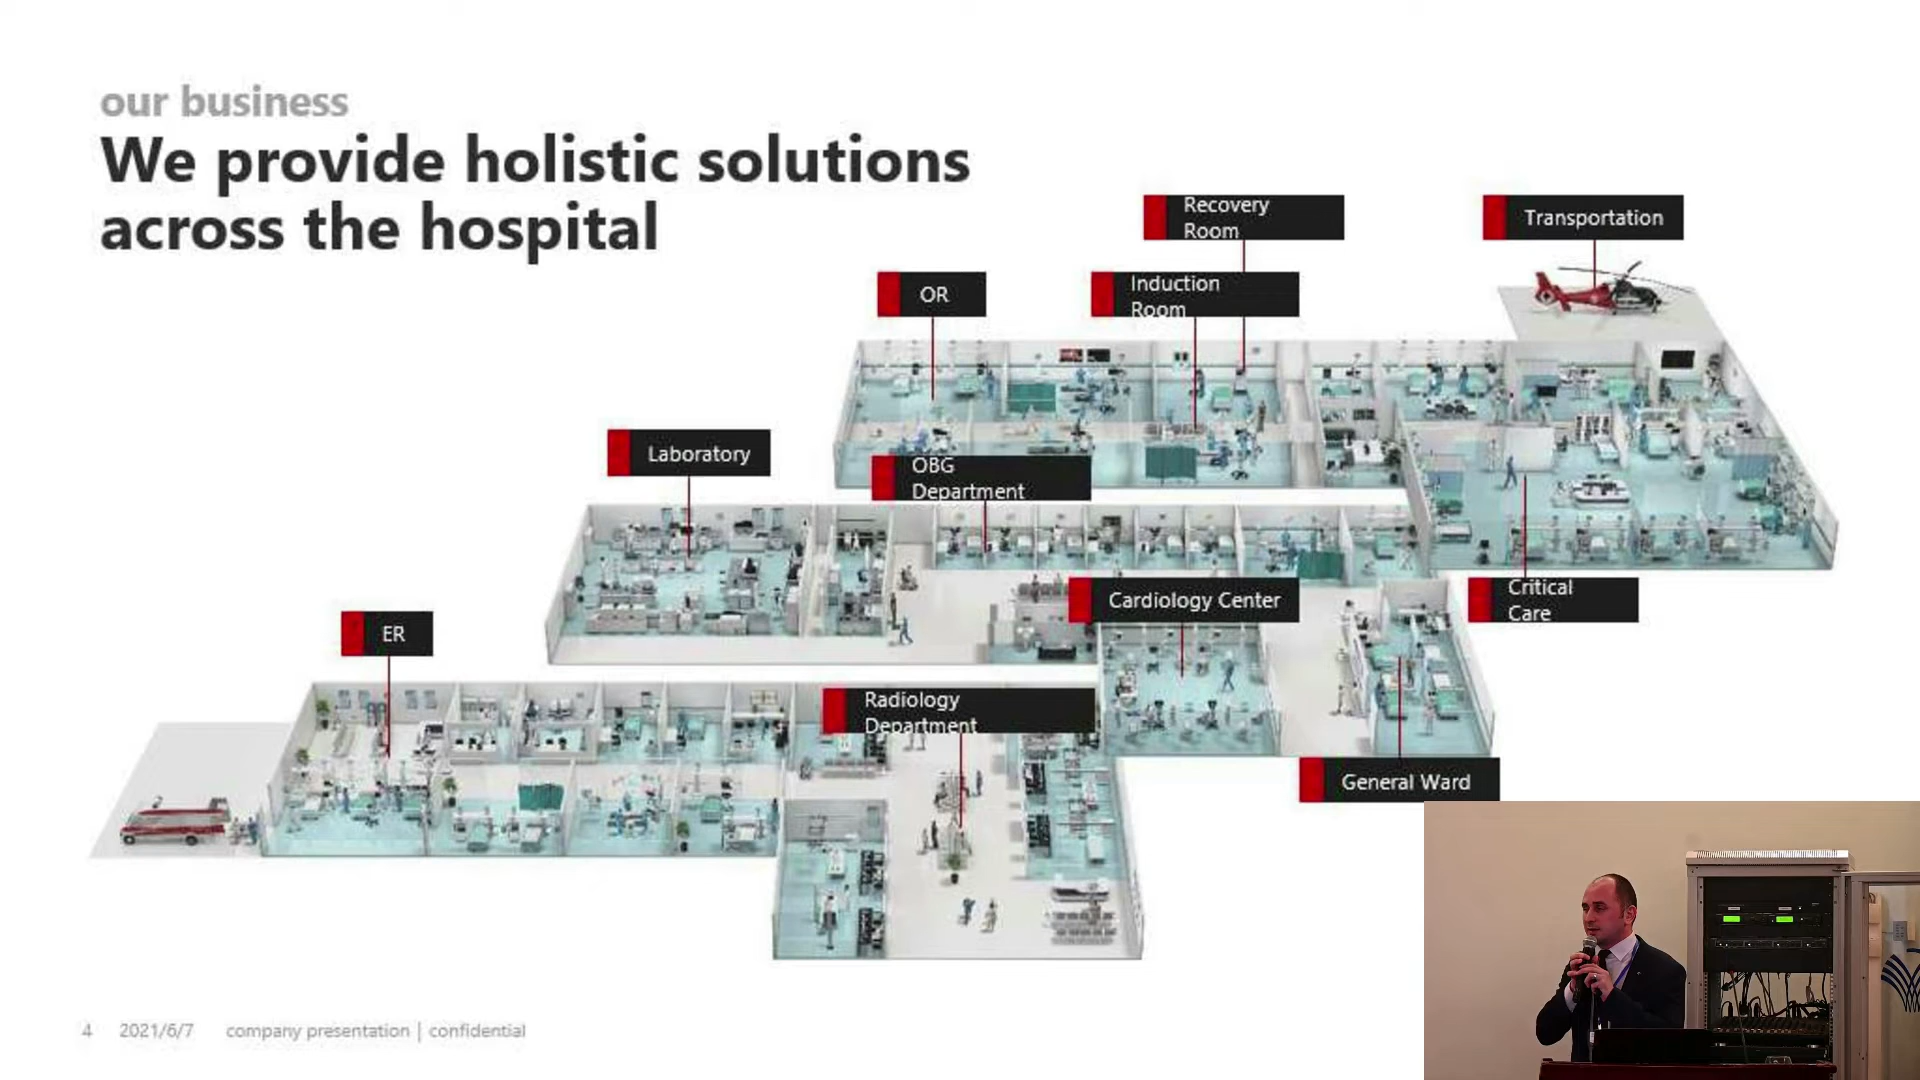 our business
We provide holistic solutions
across the hospital
Recovery
Room
Transportation
OR
Induction
Room
Laboratory
OBG
Department
Cardiology Center
Critical
Care
ER
Radiology
Department
General Ward
4 2021/6/7 company presentation | confidential